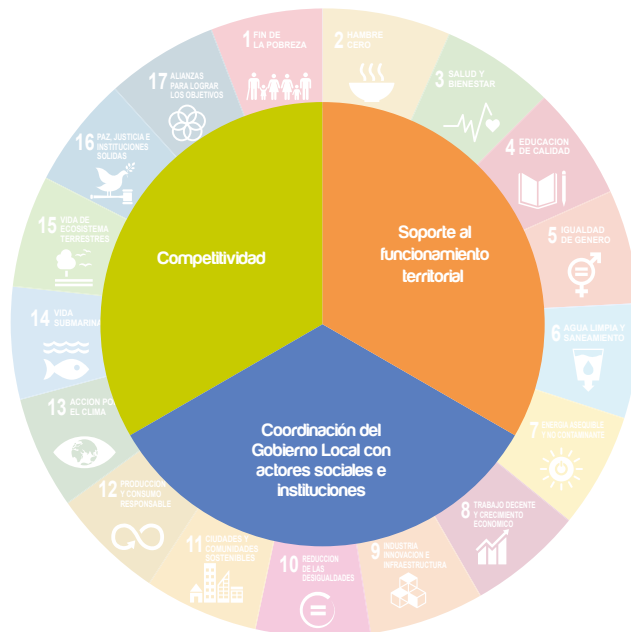 1 FIN DE
LA POBREZA
2 HAMBRE
CERO
3 SALUD Y
BIENESTAR
4 EDUCACION
DE CALIDAD
5 IGUALDAD
DE GENERO
6 AGUA LIMPIA Y
SANEAMIENTO
7 ENERGIA ASEQUIBLE
Y NO CONTAMINANTE
8 TRABAJO DECENTE
Y CRECIMIENTO
ECONOMICO
9 INDUSTRIA
INNOVACION E
INFRAESTRUCTURA
10 REDUCCION
DE LAS
DESIGUALDADES
11 CIUDADES Y
COMUNIDADES
SOSTENIBLES
12 PRODUCCION
Y CONSUMO
RESPONSABLE
13 ACCION PO
EL CLIMA
14 VIDA
SUBMARINA
15 VIDA DE
ECOSISTEMA
TERRESTRES
16 PAZ, JUSTICIA E
INSTITUCIONES
SOLIDAS
17 ALIANZAS
PARA LOGRAR
LOS OBJETIVOS
Competitividad
Soporte al
funcionamiento
territorial
Coordinación del
Gobierno Local con
actores sociales e
instituciones